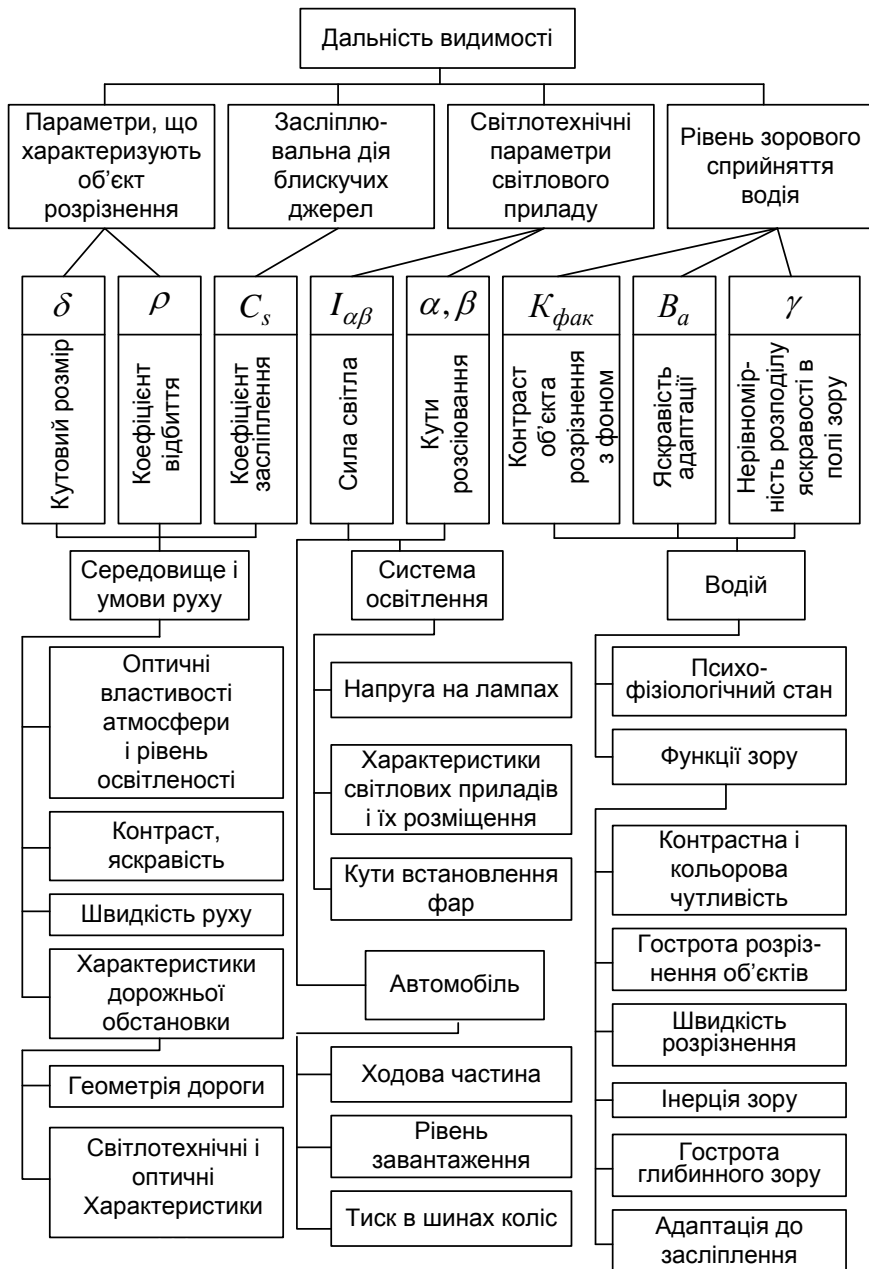 Дальність видимості
Параметри, що
характеризують
об’єкт
розрізнення
Засліплю-
вальна дія
блискучих
джерел
Світлотехнічні
параметри
світлового
приладу
Рівень зорового
сприйняття
водія
δ
Кутовий розмір
ρ
Коефіцієнт
відбиття
C_s
Коефіцієнт
засліплення
I_αβ
Сила світла
α, β
Кути
розсіювання
K_фак
Контраст
об’єкта
розрізнення
з фоном
B_a
Яскравість
адаптації
γ
Нерівномір-
ність розподілу
яскравості в
полі зору
Середовище і
умови руху
Оптичні
властивості
атмосфери
і рівень
освітленості
Контраст,
яскравість
Швидкість руху
Характеристики
дорожньої
обстановки
Геометрія дороги
Світлотехнічні і
оптичні
Характеристики
Система
освітлення
Напруга на лампах
Характеристики
світлових приладів
і їх розміщення
Кути встановлення
фар
Автомобіль
Ходова частина
Рівень
завантаження
Тиск в шинах коліс
Водій
Психо-
фізіологічний стан
Функції зору
Контрастна і
кольорова
чутливість
Гострота розріз-
нення об’єктів
Швидкість
розрізнення
Інерція зору
Гострота
глибинного зору
Адаптація до
засліплення